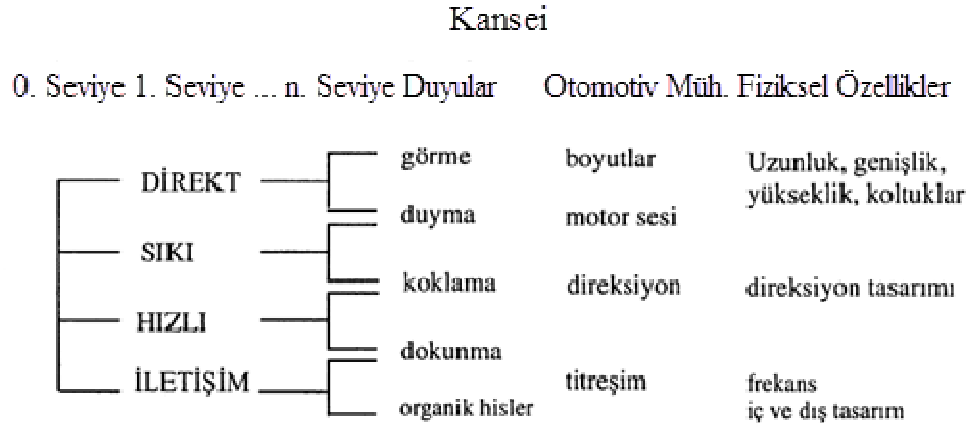 Kansei
0. Seviye 1. Seviye ... n. Seviye Duyular Otomotiv Müh. Fiziksel Özellikler
görme boyutlar Uzunluk, genişlik,
DİREKT yükseklik, koltuklar
duyma motor sesi
SIKI
koklama direksiyon direksiyon tasarımı
HIZLI
dokunma
İLETİŞİM titreşim frekans
organik hisler iç ve dış tasarım